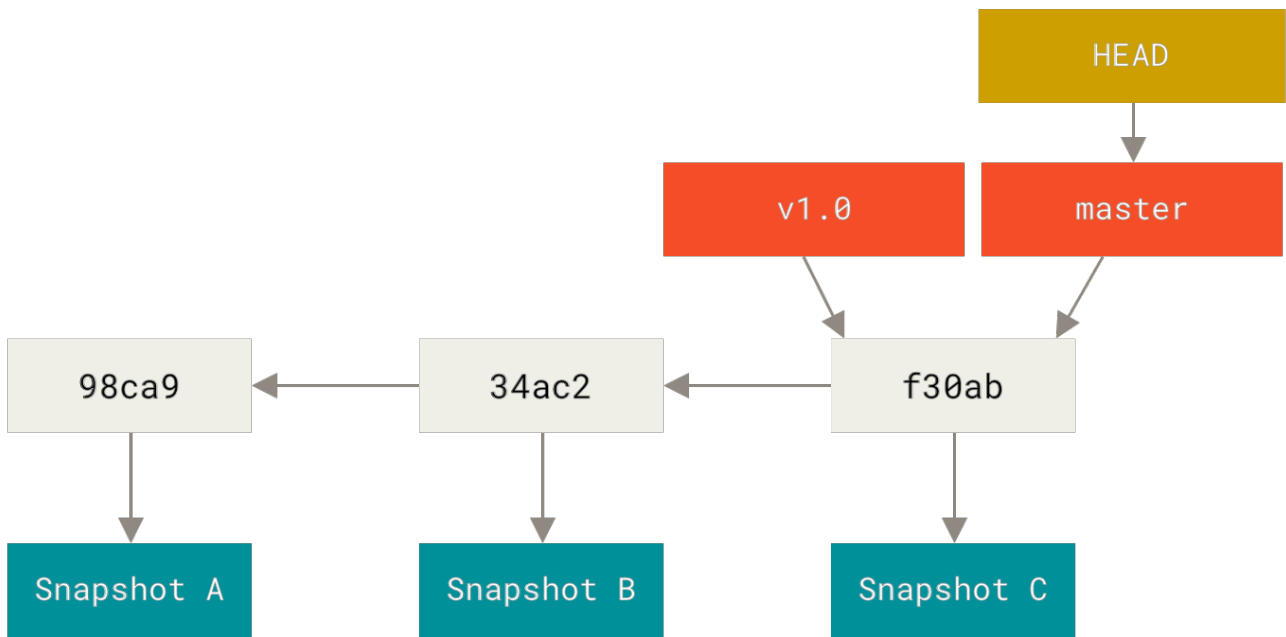 HEAD
v1.0
master
98ca9
34ac2
f30ab
Snapshot A
Snapshot B
Snapshot C